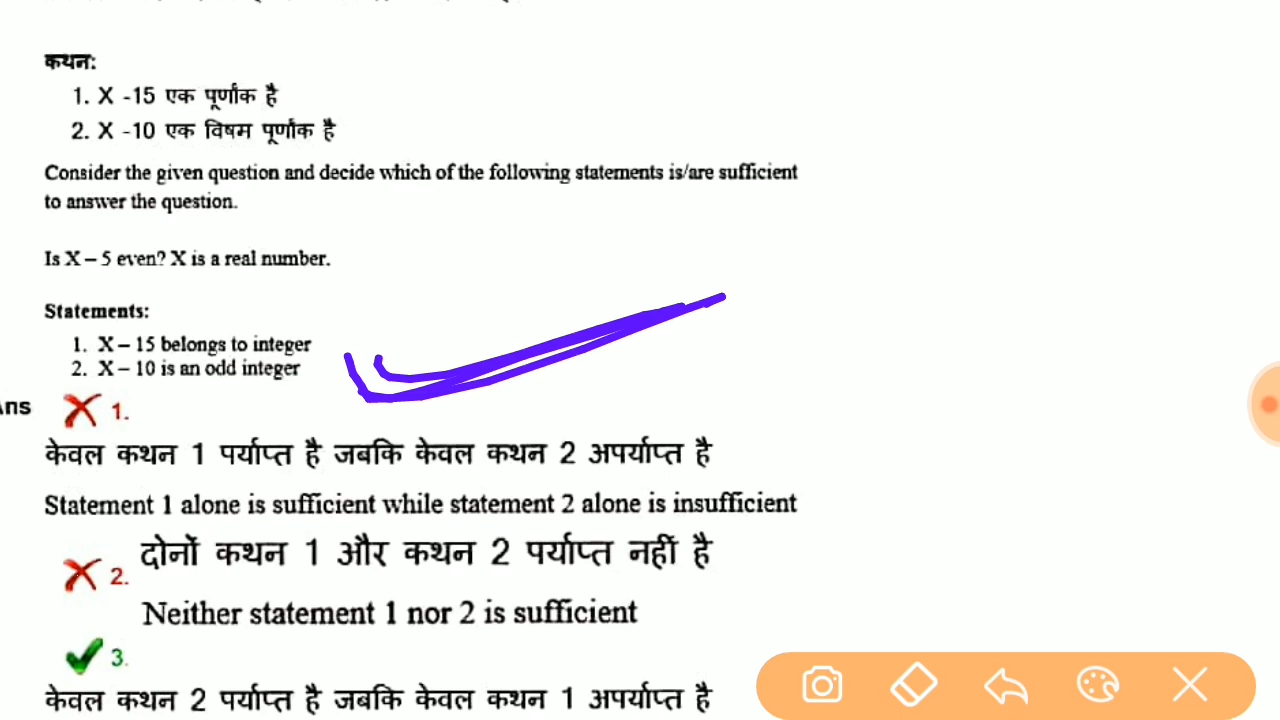 कथन:
1. X -15 एक पूर्णांक है
2. X -10 एक विषम पूर्णांक है
Consider the given question and decide which of the following statements is/are sufficient
to answer the question.
Is X – 5 even? X is a real number.
Statements:
1. X – 15 belongs to integer
2. X – 10 is an odd integer
Ans
1.
केवल कथन 1 पर्याप्त है जबकि केवल कथन 2 अपर्याप्त है
Statement 1 alone is sufficient while statement 2 alone is insufficient
दोनों कथन 1 और कथन 2 पर्याप्त नहीं है
2.
Neither statement 1 nor 2 is sufficient
3.
केवल कथन 2 पर्याप्त है जबकि केवल कथन 1 अपर्याप्त है